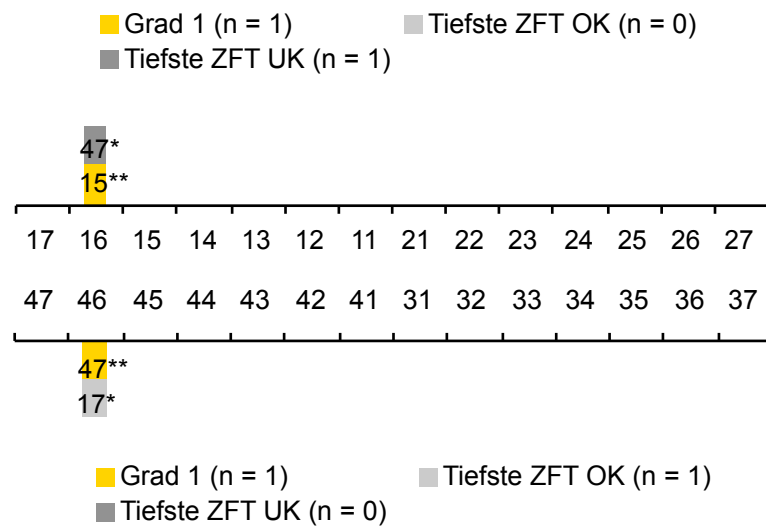 Grad 1 (n = 1) Tiefste ZFT OK (n = 0)
Tiefste ZFT UK (n = 1)
47*
15**
17 16 15 14 13 12 11 21 22 23 24 25 26 27
47 46 45 44 43 42 41 31 32 33 34 35 36 37
47**
17*
Grad 1 (n = 1) Tiefste ZFT OK (n = 1)
Tiefste ZFT UK (n = 0)